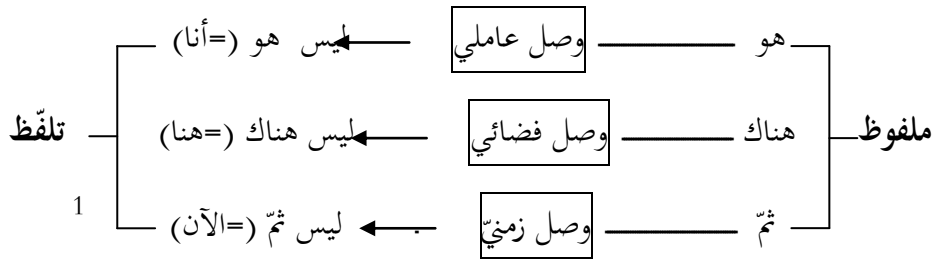 هو وصل عاملي ليس هو (=أنا)
ملفوظ هناك وصل فضائي ليس هناك (=هنا) تلفّظ
ثمّ وصل زمنيّ ليس ثمّ (=الآن) 1